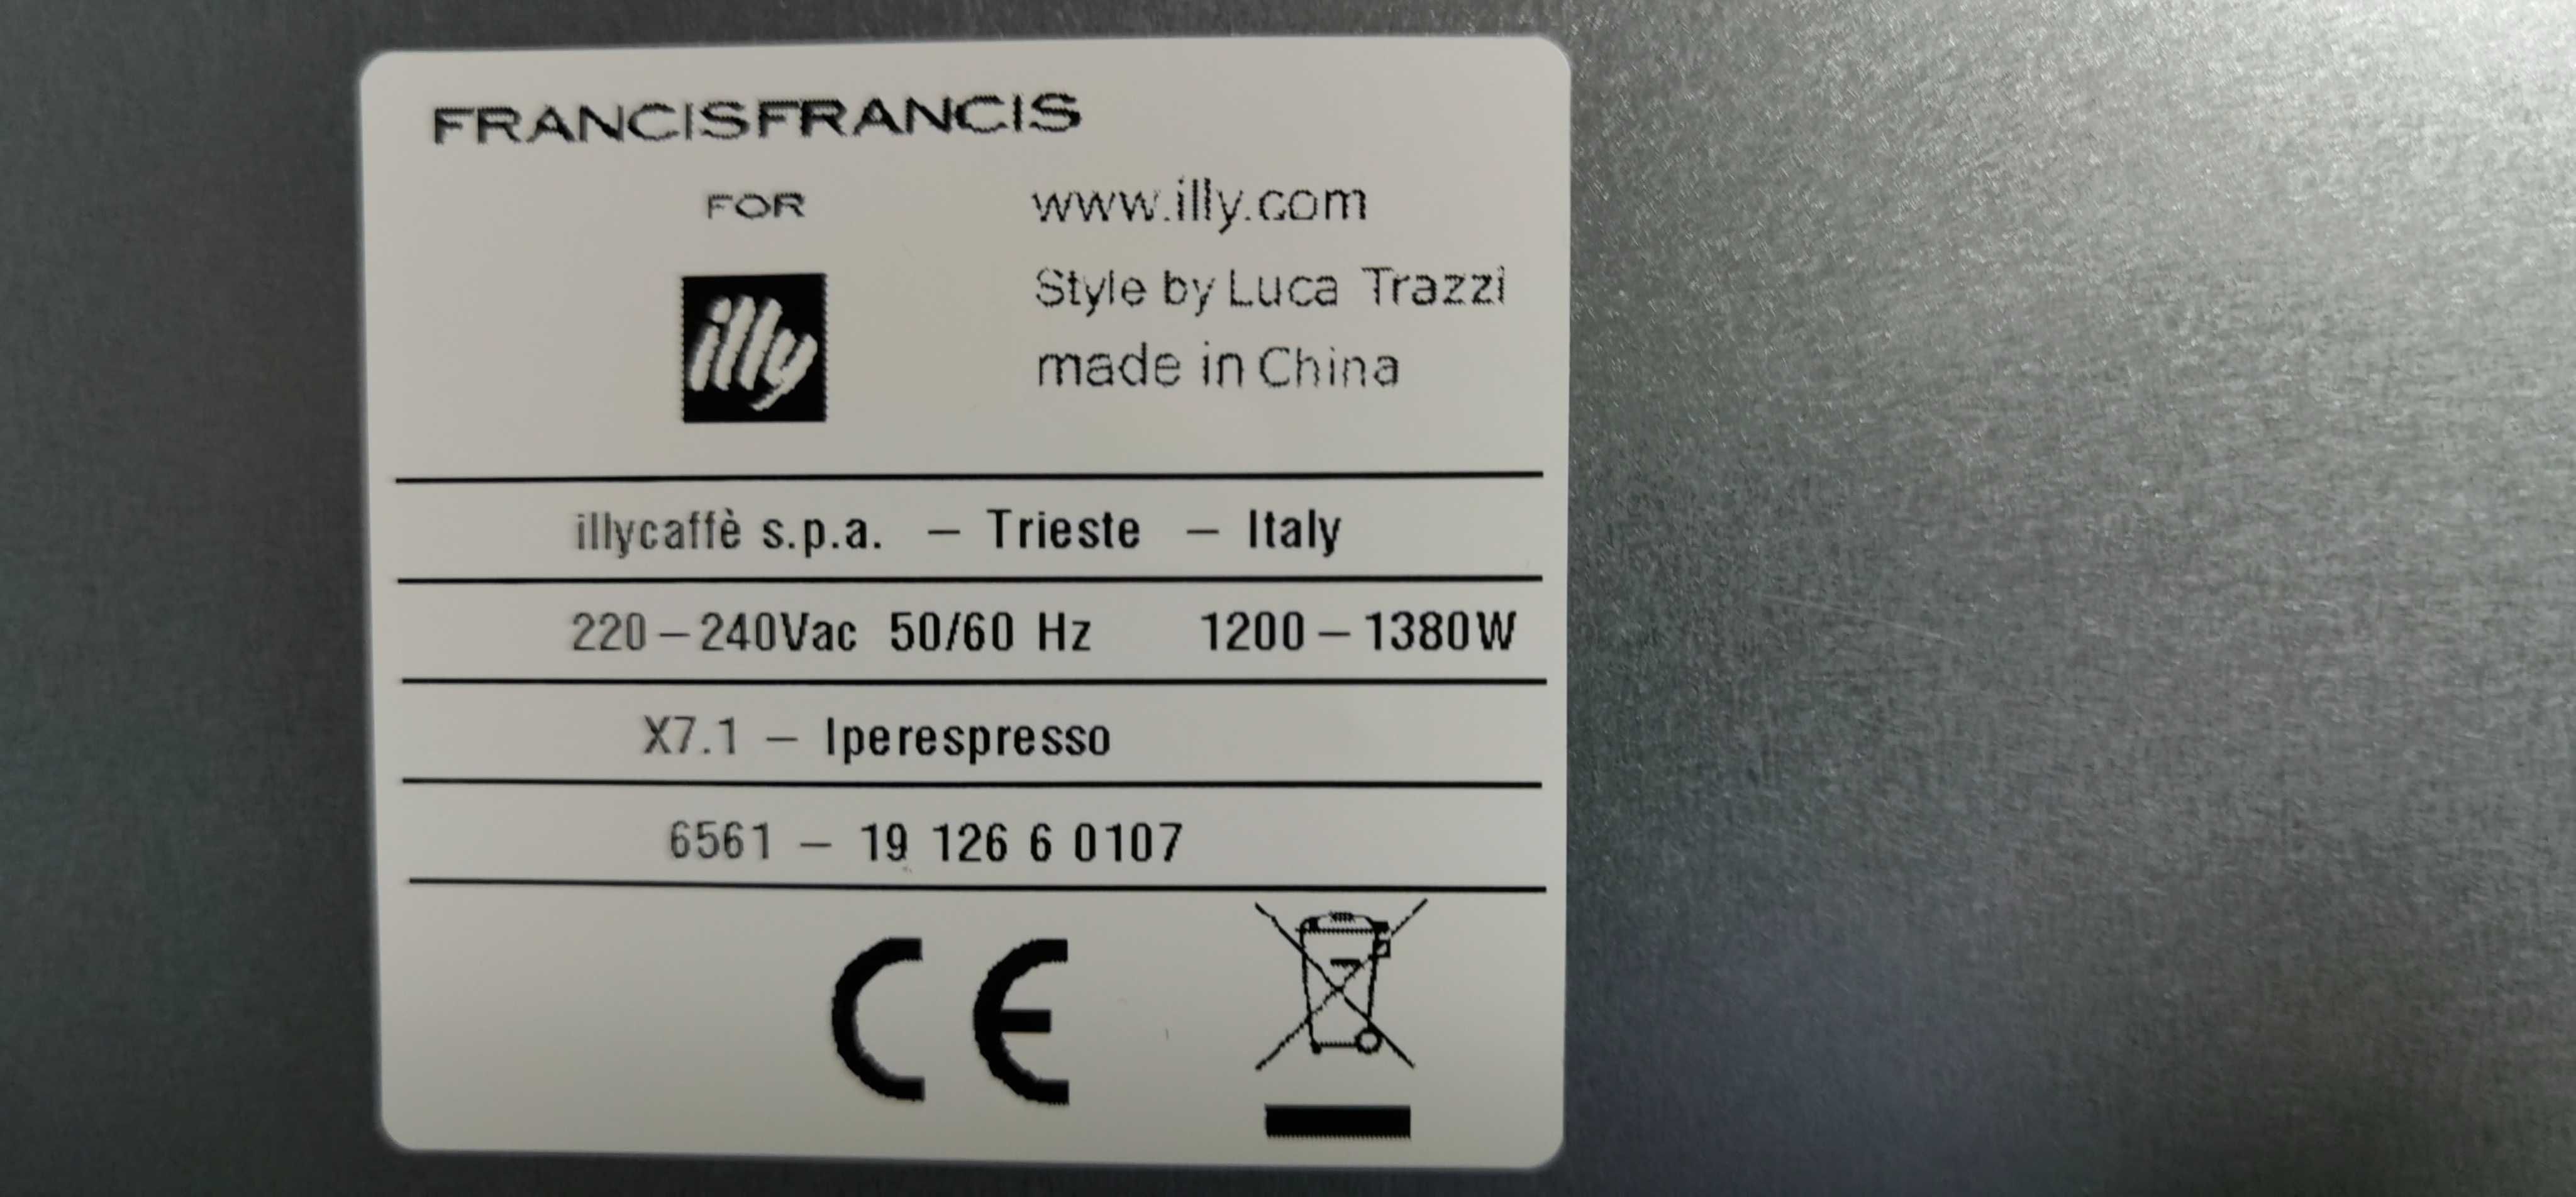 FRANCISFRANCIS
FOR
illy
www.illy.com
Style by Luca Trazzi
made in China
illycaffè s.p.a. – Trieste – Italy
220–240Vac 50/60 Hz 1200–1380W
X7.1 – Iperespresso
6561 – 19 126 6 0107
CE